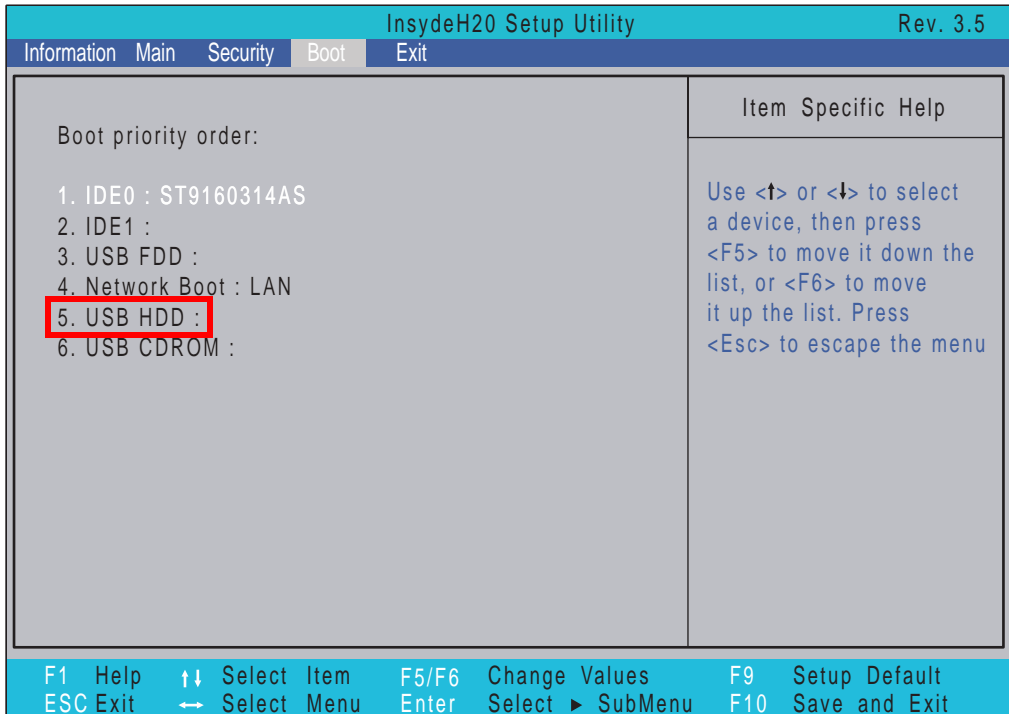 InsydeH20 Setup Utility Rev. 3.5
Information Main Security Boot Exit
Boot priority order:
1. IDE0 : ST9160314AS
2. IDE1 :
3. USB FDD :
4. Network Boot : LAN
5. USB HDD :
6. USB CDROM :
Item Specific Help
Use <↑> or <↓> to select
a device, then press
<F5> to move it down the
list, or <F6> to move
it up the list. Press
<Esc> to escape the menu
F1 Help ↑↓ Select Item F5/F6 Change Values F9 Setup Default
ESC Exit ↔ Select Menu Enter Select ► SubMenu F10 Save and Exit